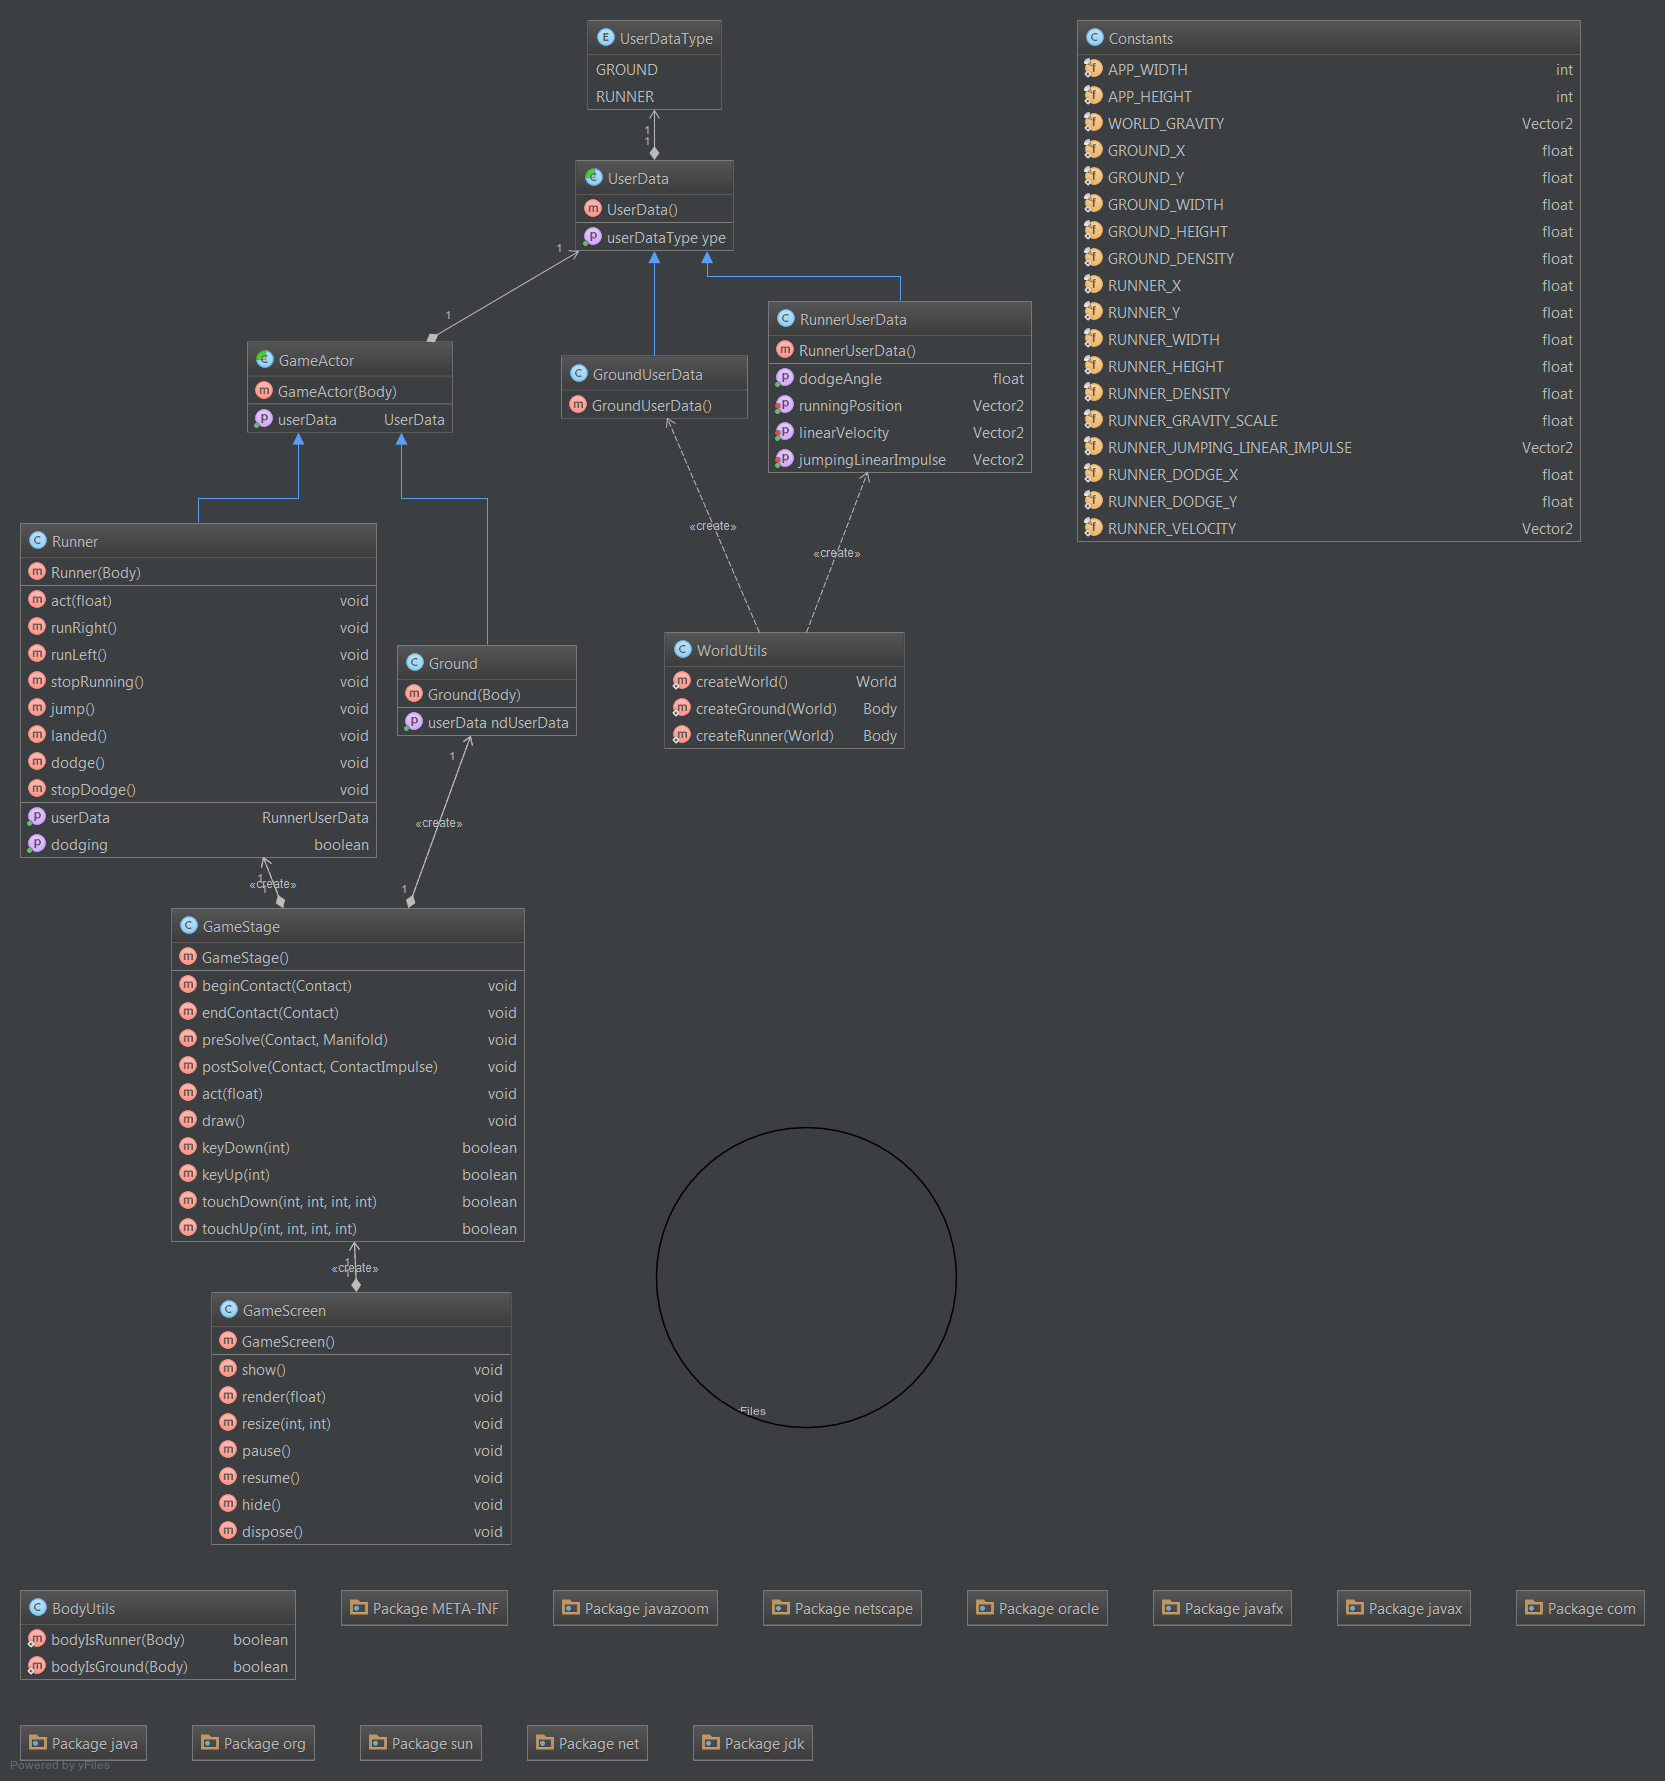 UserDataType
GROUND
RUNNER
1
1
UserData
UserData()
userDataType ype
1
1
GameActor
GameActor(Body)
userData UserData
GroundUserData
GroundUserData()
RunnerUserData
RunnerUserData()
dodgeAngle float
runningPosition Vector2
linearVelocity Vector2
jumpingLinearImpulse Vector2
Constants
APP_WIDTH int
APP_HEIGHT int
WORLD_GRAVITY Vector2
GROUND_X float
GROUND_Y float
GROUND_WIDTH float
GROUND_HEIGHT float
GROUND_DENSITY float
RUNNER_X float
RUNNER_Y float
RUNNER_WIDTH float
RUNNER_HEIGHT float
RUNNER_DENSITY float
RUNNER_GRAVITY_SCALE float
RUNNER_JUMPING_LINEAR_IMPULSE Vector2
RUNNER_DODGE_X float
RUNNER_DODGE_Y float
RUNNER_VELOCITY Vector2
«create»
«create»
Runner
Runner(Body)
act(float) void
runRight() void
runLeft() void
stopRunning() void
jump() void
landed() void
dodge() void
stopDodge() void
userData RunnerUserData
dodging boolean
Ground
Ground(Body)
userData ndUserData
WorldUtils
createWorld() World
createGround(World) Body
createRunner(World) Body
1
«create»
1
1
«create»
1
GameStage
GameStage()
beginContact(Contact) void
endContact(Contact) void
preSolve(Contact, Manifold) void
postSolve(Contact, ContactImpulse) void
act(float) void
draw() void
keyDown(int) boolean
keyUp(int) boolean
touchDown(int, int, int, int) boolean
touchUp(int, int, int, int) boolean
1
«create»
1
GameScreen
GameScreen()
show() void
render(float) void
resize(int, int) void
pause() void
resume() void
hide() void
dispose() void
Files
BodyUtils
bodyIsRunner(Body) boolean
bodyIsGround(Body) boolean
Package META-INF
Package javazoom
Package netscape
Package oracle
Package javafx
Package javax
Package com
Package java
Package org
Package sun
Package net
Package jdk
Powered by yFiles